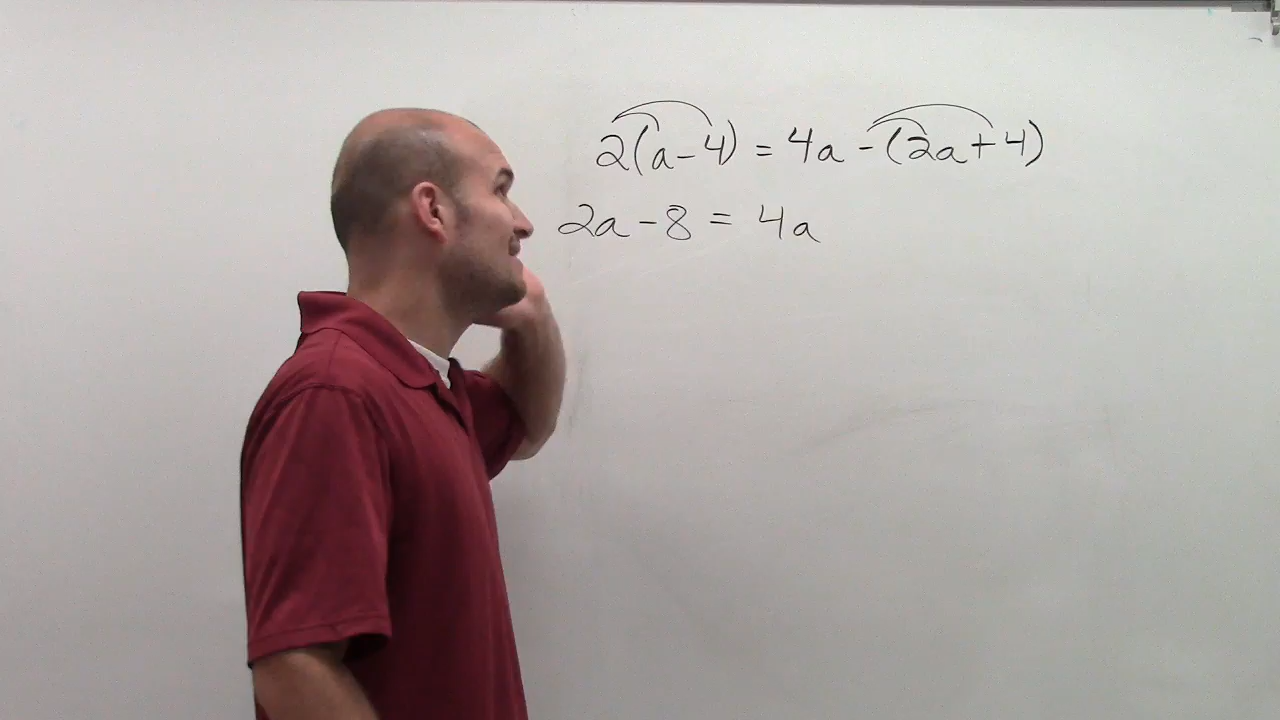 2(a-4) = 4a -(2a+4)
2a-8 = 4a